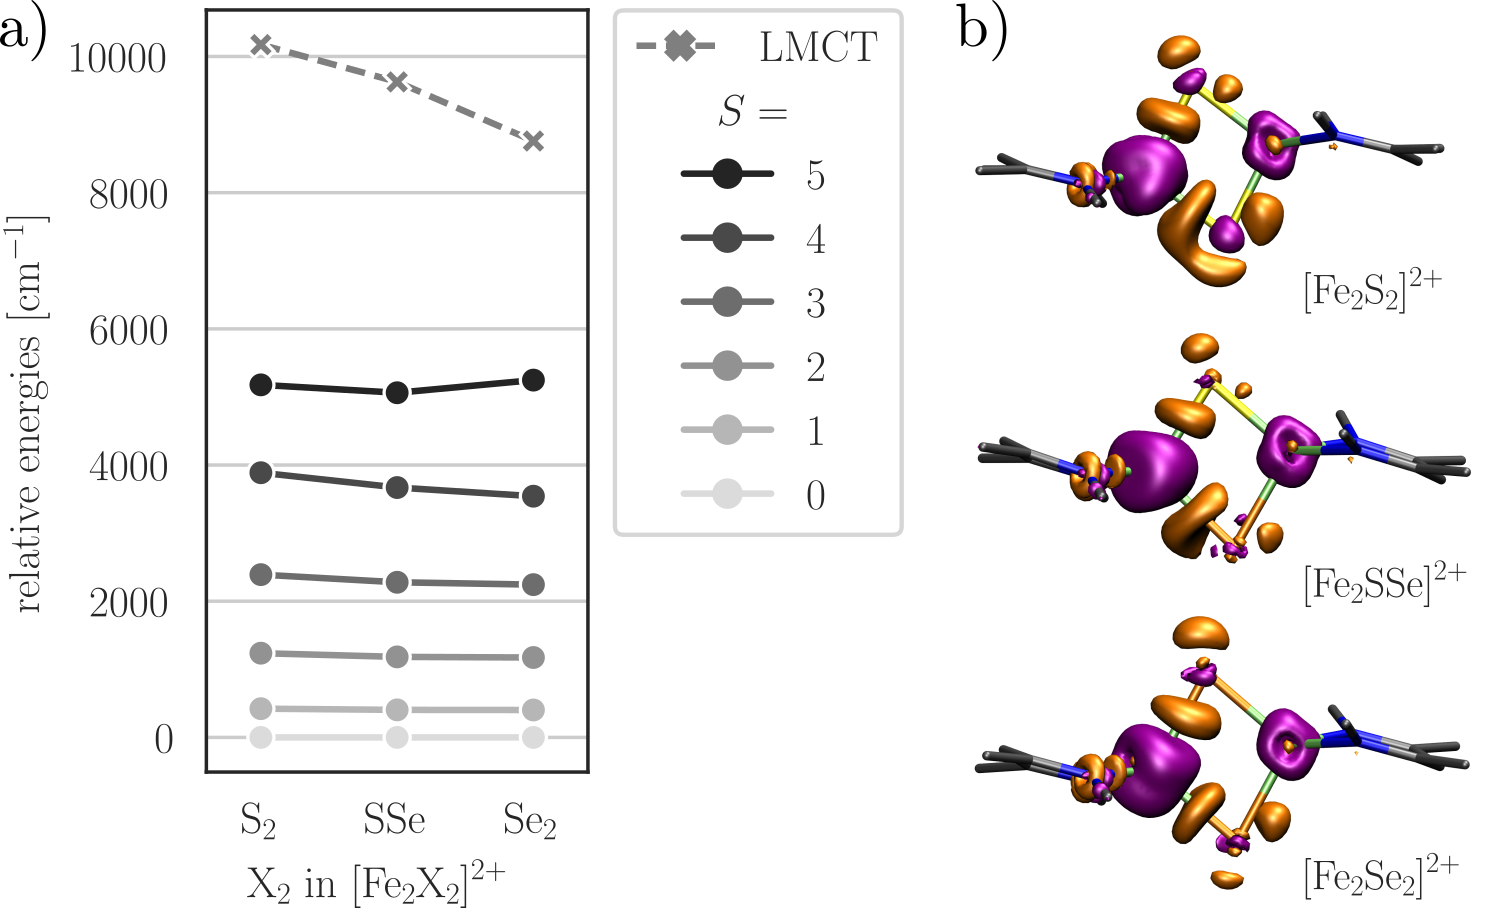 a)
relative energies [cm⁻¹]
10000
8000
6000
4000
2000
0
S₂ SSe Se₂
X₂ in [Fe₂X₂]²⁺
LMCT
S =
5
4
3
2
1
0
b)
[Fe₂S₂]²⁺
[Fe₂SSe]²⁺
[Fe₂Se₂]²⁺